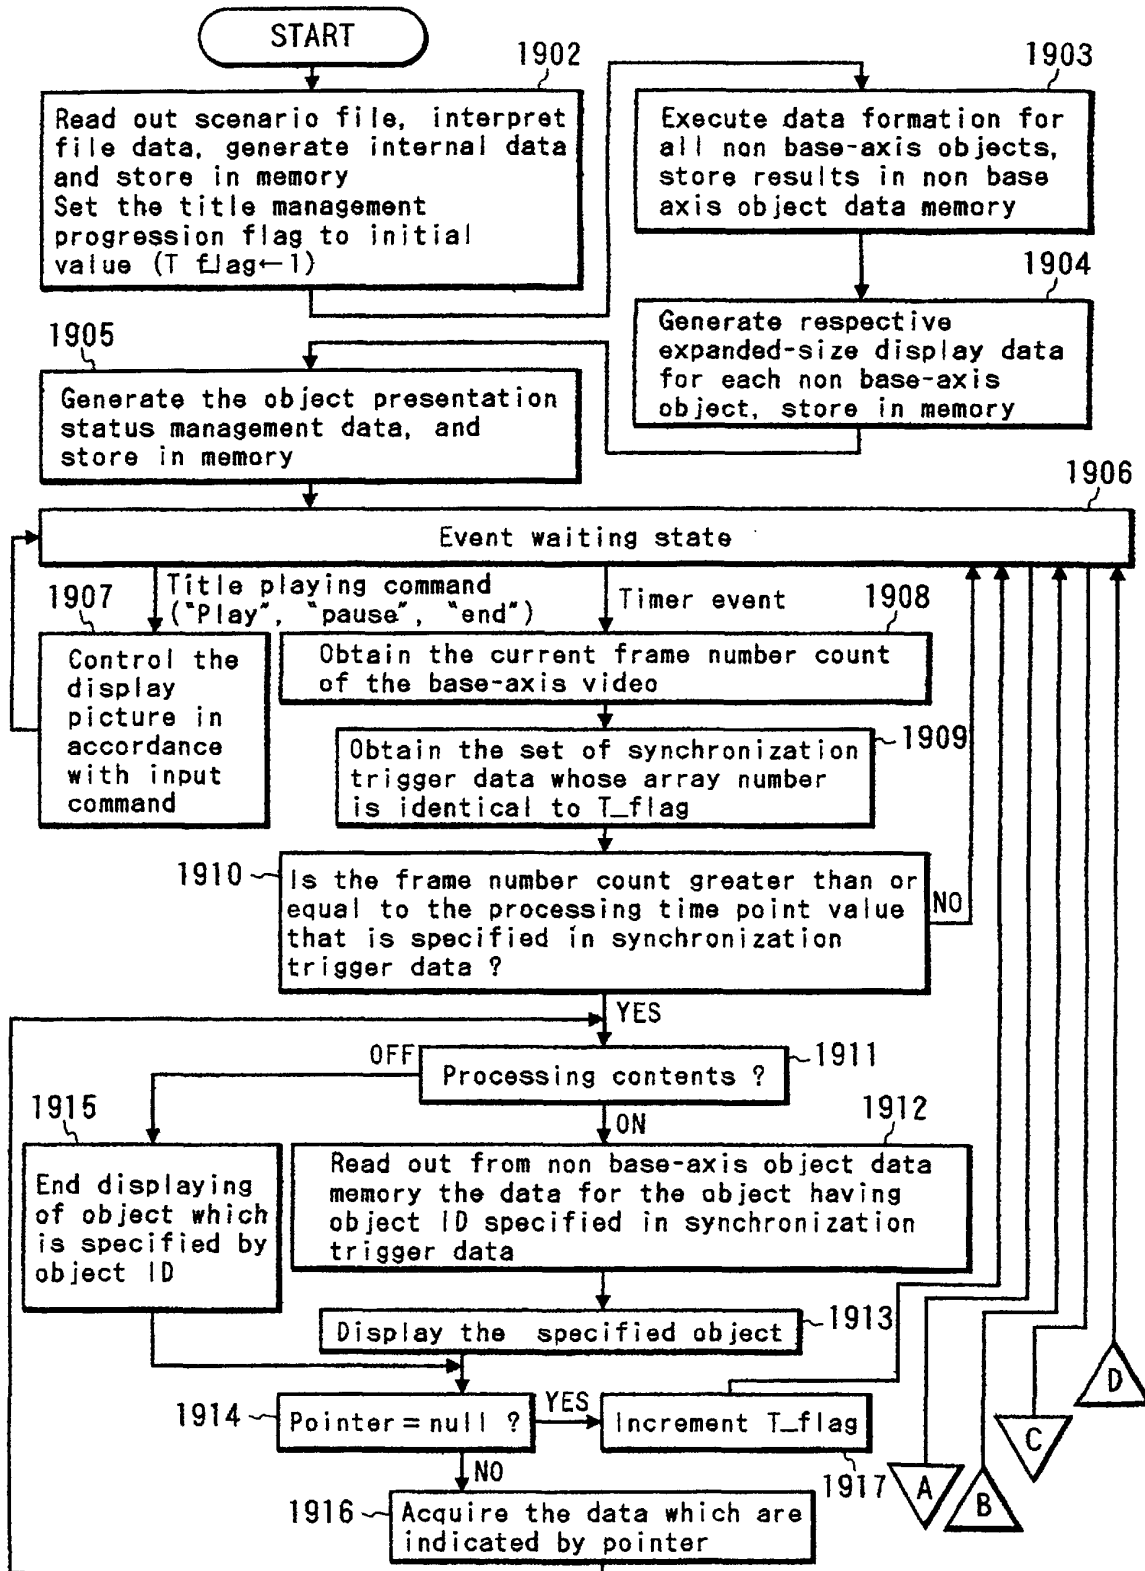 START
1902
Read out scenario file, interpret
file data, generate internal data
and store in memory
Set the title management
progression flag to initial
value (T flag←1)
1903
Execute data formation for
all non base-axis objects,
store results in non base
axis object data memory
1904
Generate respective
expanded-size display data
for each non base-axis
object, store in memory
1905
Generate the object presentation
status management data, and
store in memory
1906
Event waiting state
1907
Title playing command
("Play", "pause", "end")
Control the
display
picture in
accordance
with input
command
Timer event
1908
Obtain the current frame number count
of the base-axis video
1909
Obtain the set of synchronization
trigger data whose array number
is identical to T_flag
1910
Is the frame number count greater than or
equal to the processing time point value
that is specified in synchronization
trigger data ?
NO
YES
1911
OFF
Processing contents ?
ON
1912
Read out from non base-axis object data
memory the data for the object having
object ID specified in synchronization
trigger data
1915
End displaying
of object which
is specified by
object ID
1913
Display the specified object
1914
Pointer = null ?
YES
Increment T_flag
1917
NO
1916
Acquire the data which are
indicated by pointer
A
B
C
D